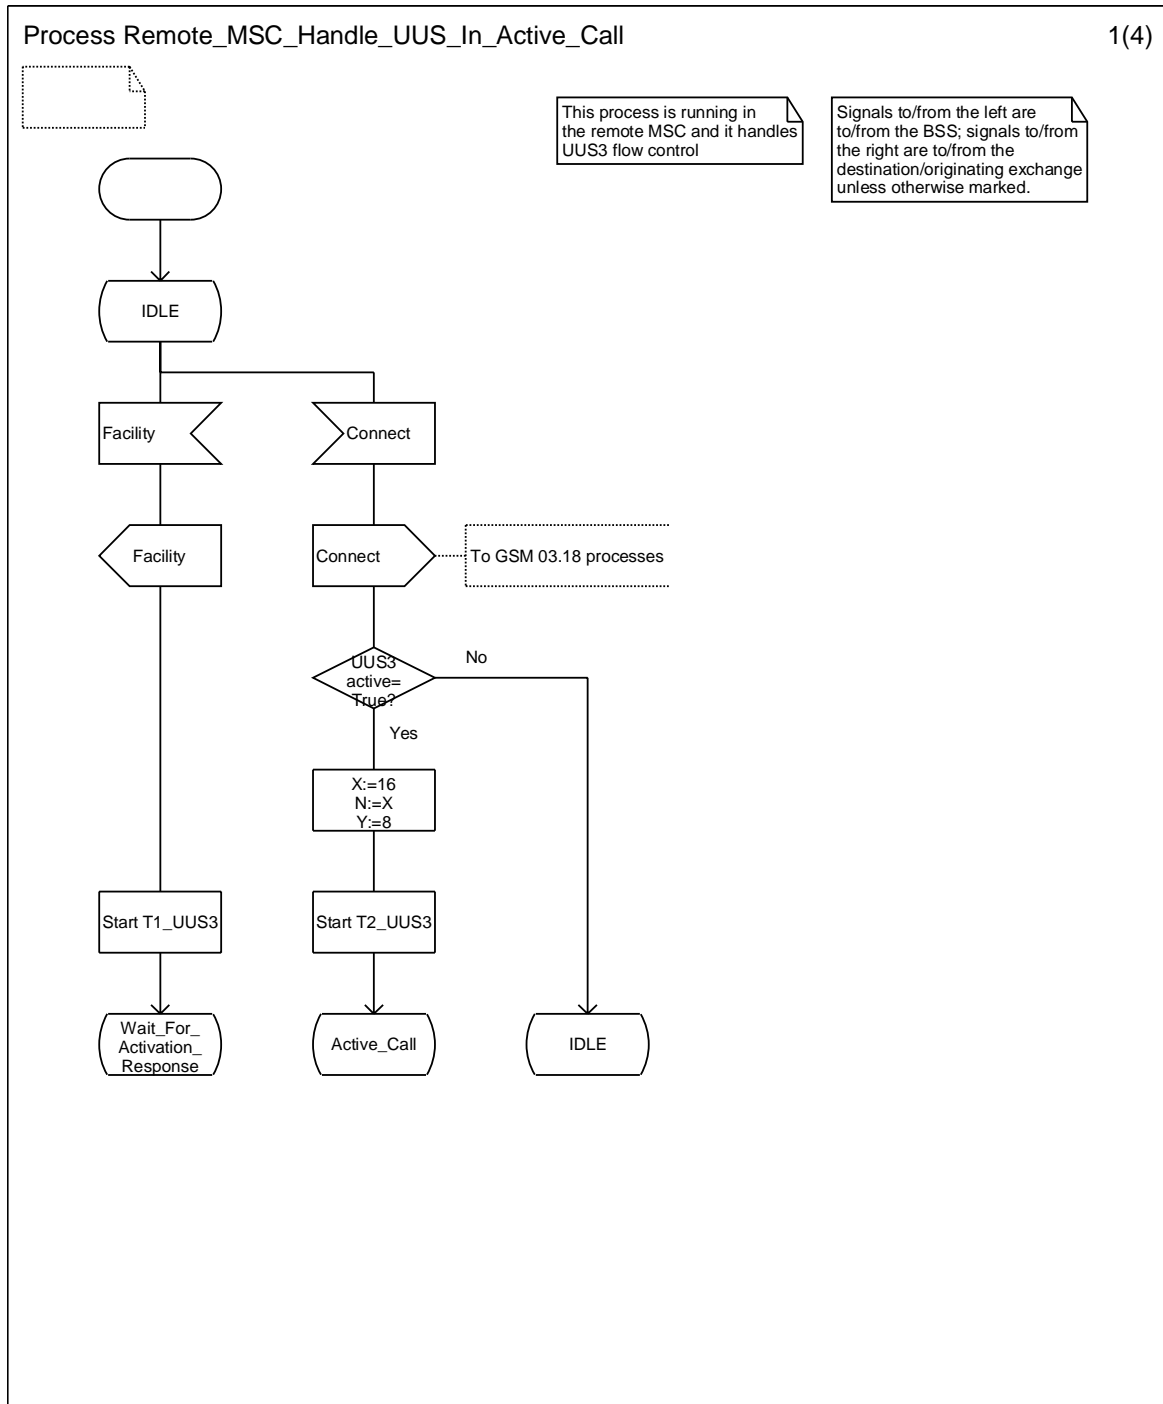 Process Remote_MSC_Handle_UUS_In_Active_Call
1(4)
This process is running in
the remote MSC and it handles
UUS3 flow control
Signals to/from the left are
to/from the BSS; signals to/from
the right are to/from the
destination/originating exchange
unless otherwise marked.
IDLE
Facility
Connect
Facility
Connect
To GSM 03.18 processes
UUS3
active=
True?
No
Yes
X:=16
N:=X
Y:=8
Start T1_UUS3
Start T2_UUS3
Wait_For_
Activation_
Response
Active_Call
IDLE